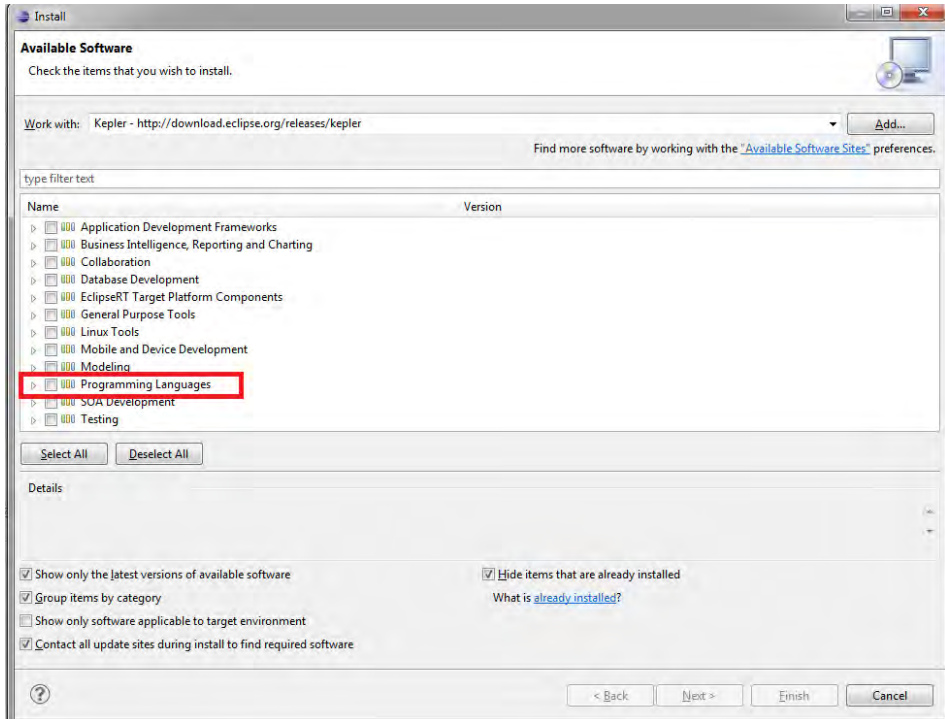 Install
Available Software
Check the items that you wish to install.
Work with: Kepler - http://download.eclipse.org/releases/kepler Add...
Find more software by working with the "Available Software Sites" preferences.
type filter text
Name Version
Application Development Frameworks
Business Intelligence, Reporting and Charting
Collaboration
Database Development
EclipseRT Target Platform Components
General Purpose Tools
Linux Tools
Mobile and Device Development
Modeling
Programming Languages
SOA Development
Testing
Select All Deselect All
Details
Show only the latest versions of available software Hide items that are already installed
Group items by category What is already installed?
Show only software applicable to target environment
Contact all update sites during install to find required software
? < Back Next > Finish Cancel